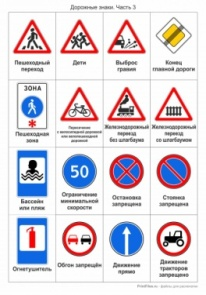 Дорожные знаки. Часть 3
Пешеходный
переход
Дети
Выброс
гравия
Конец
главной дороги
ЗОНА
Пешеходная
зона
Пересечение
с велосипедной дорожкой
Железнодорожный
переезд
без шлагбаума
Железнодорожный
переезд
со шлагбаумом
Бассейн
или пляж
50
Ограничение
минимальной
скорости
Остановка
запрещена
Стоянка
запрещена
Огнетушитель
Обгон запрещён
Движение
прямо
Движение
тракторов
запрещено